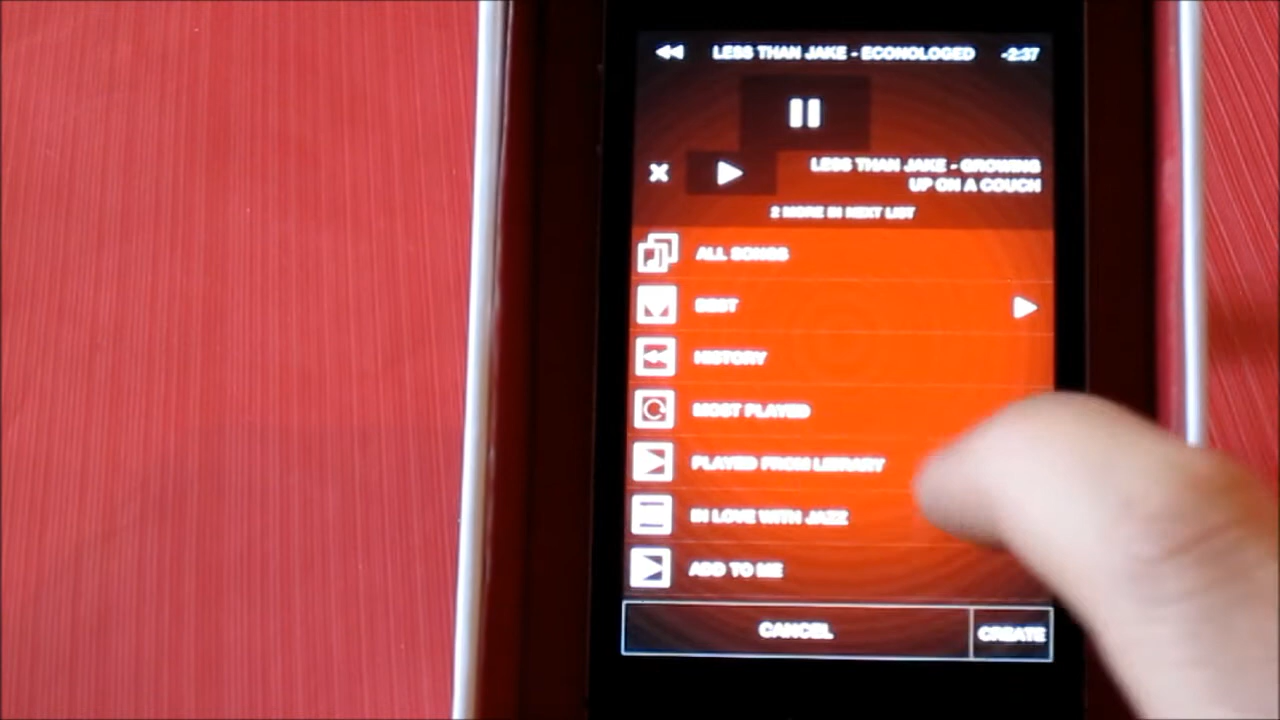 LESS THAN JAKE - ECONOLOGED -2:37
LESS THAN JAKE - GROWING
UP ON A COUCH
2 MORE IN NEXT LIST
ALL SONGS
BEST
HISTORY
MOST PLAYED
PLAYED FROM LIBRARY
IN LOVE WITH JAZZ
ADD TO ME
CANCEL CREATE